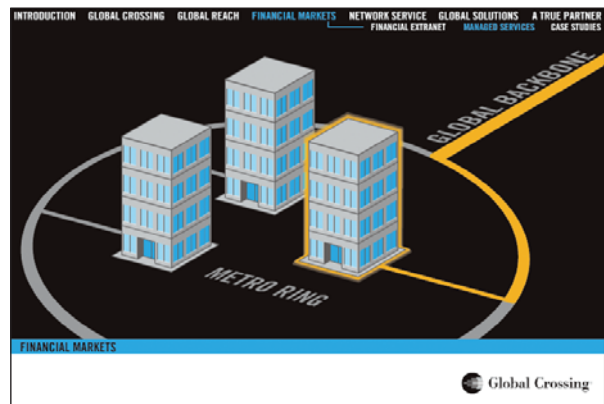 INTRODUCTION GLOBAL CROSSING GLOBAL REACH FINANCIAL MARKETS NETWORK SERVICE GLOBAL SOLUTIONS A TRUE PARTNER
FINANCIAL EXTRANET MANAGED SERVICES CASE STUDIES
GLOBAL BACKBONE
METRO RING
FINANCIAL MARKETS
Global Crossing